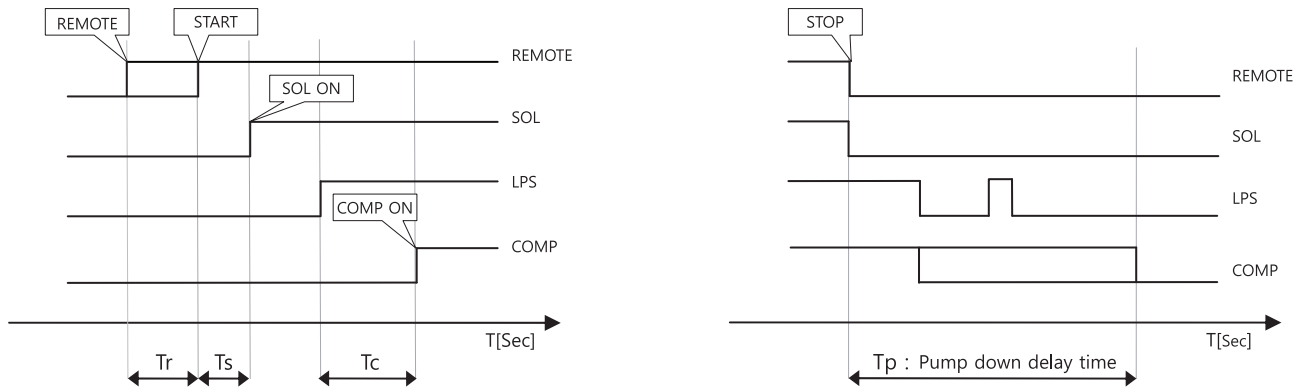 REMOTE
START
REMOTE
SOL ON
SOL
LPS
COMP ON
COMP
T[Sec]
Tr
Ts
Tc
STOP
REMOTE
SOL
LPS
COMP
T[Sec]
Tp : Pump down delay time